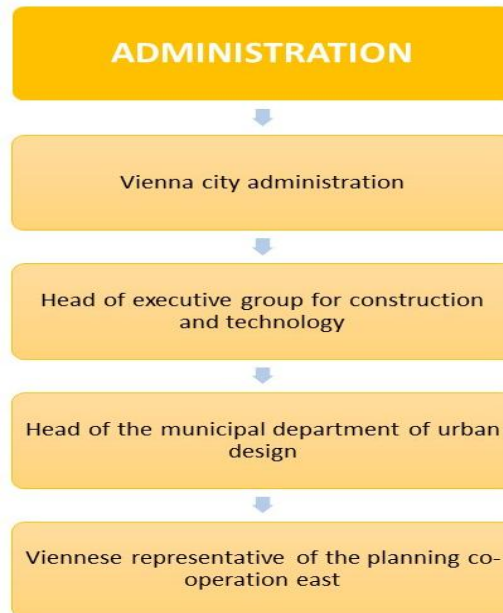 ADMINISTRATION
Vienna city administration
Head of executive group for construction
and technology
Head of the municipal department of urban
design
Viennese representative of the planning co-
operation east